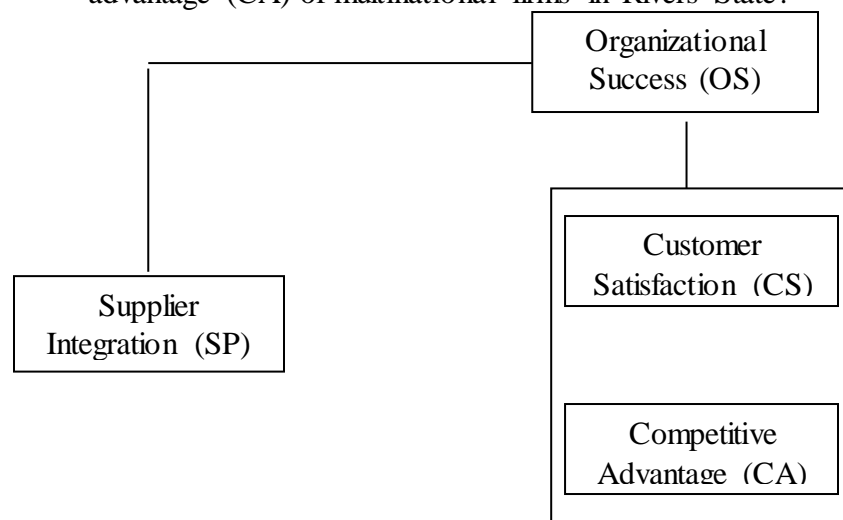 advantage (CA) of multinational firms in Rivers State?
Organizational
Success (OS)
Customer
Satisfaction (CS)
Supplier
Integration (SP)
Competitive
Advantage (CA)